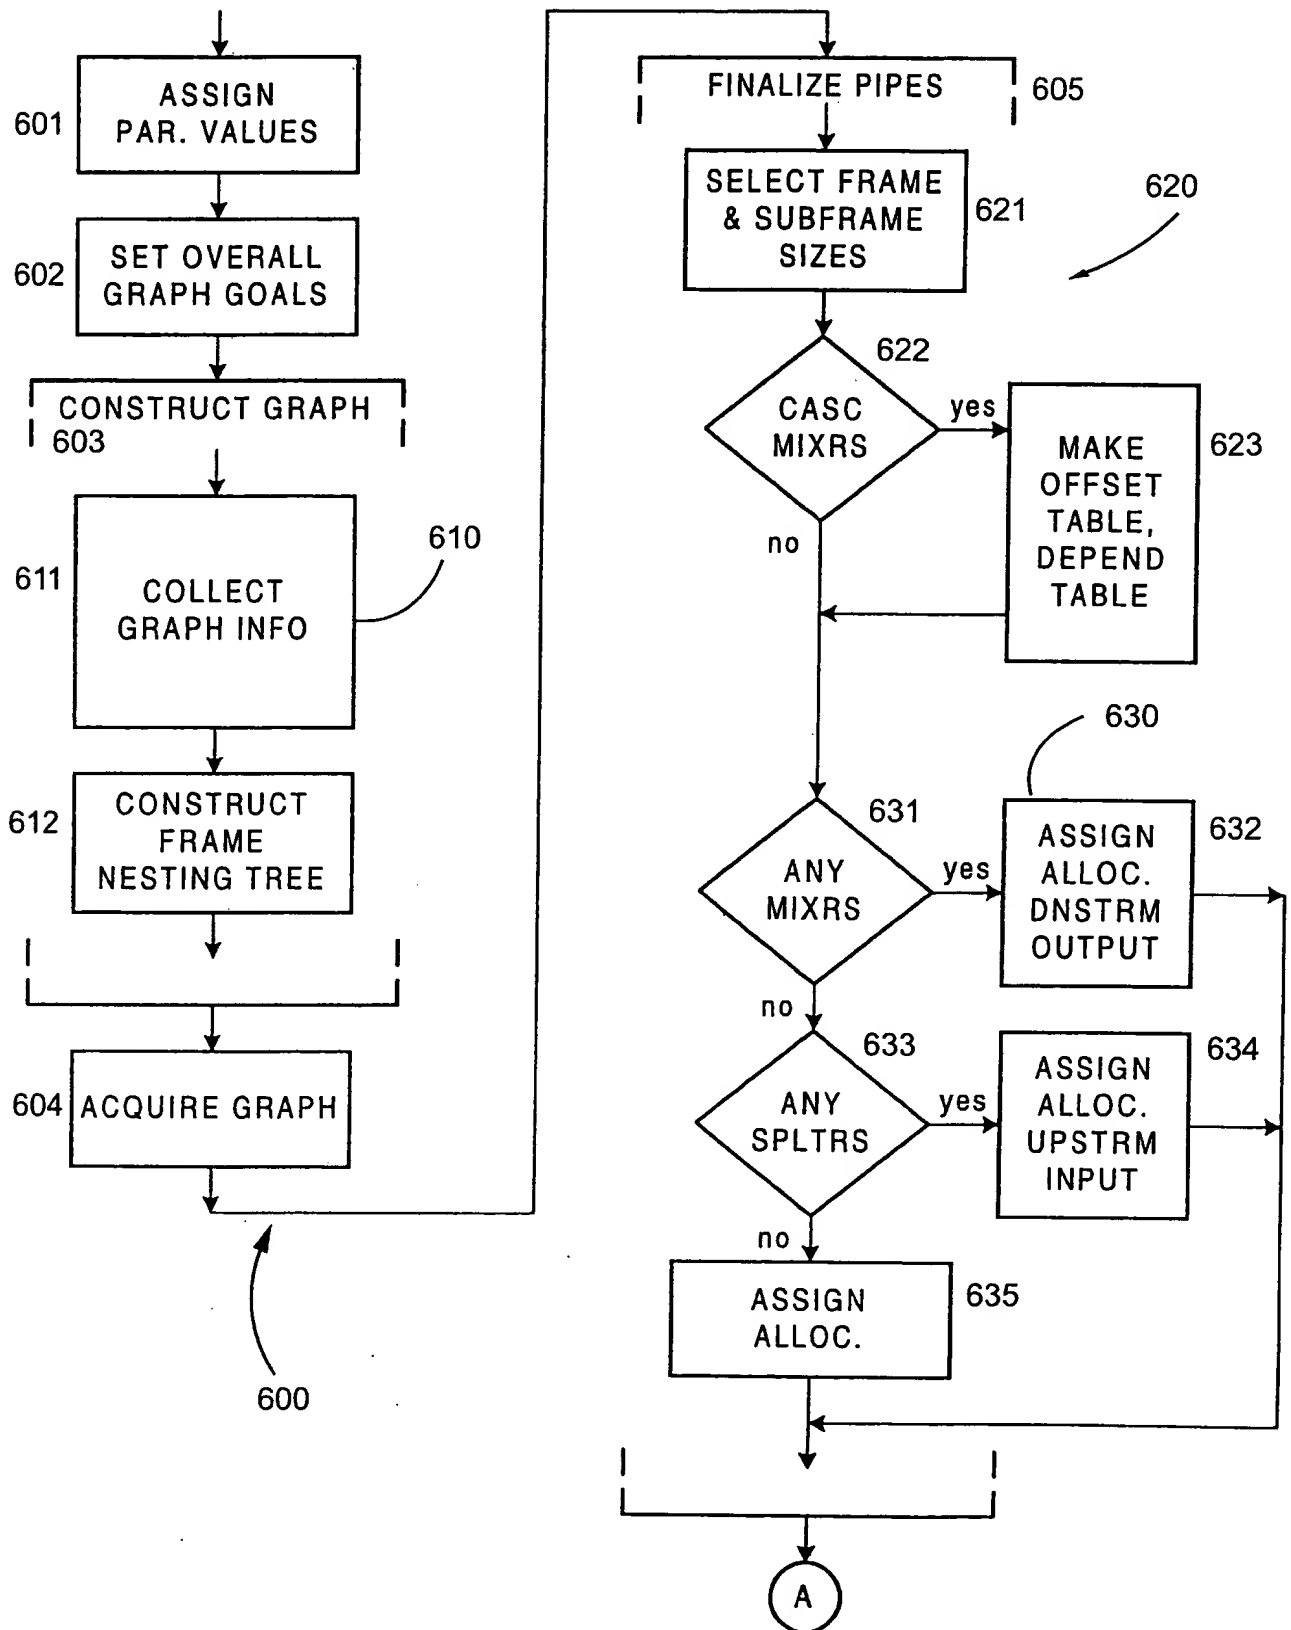 601
ASSIGN
PAR. VALUES
602
SET OVERALL
GRAPH GOALS
CONSTRUCT GRAPH
603
610
611
COLLECT
GRAPH INFO
612
CONSTRUCT
FRAME
NESTING TREE
604
ACQUIRE GRAPH
600
FINALIZE PIPES
605
SELECT FRAME
& SUBFRAME
SIZES
621
620
622
CASC
MIXRS
yes
no
MAKE
OFFSET
TABLE,
DEPEND
TABLE
623
630
631
ANY
MIXRS
yes
no
ASSIGN
ALLOC.
DNSTRM
OUTPUT
632
633
ANY
SPLTRS
yes
no
ASSIGN
ALLOC.
UPSTRM
INPUT
634
ASSIGN
ALLOC.
635
A